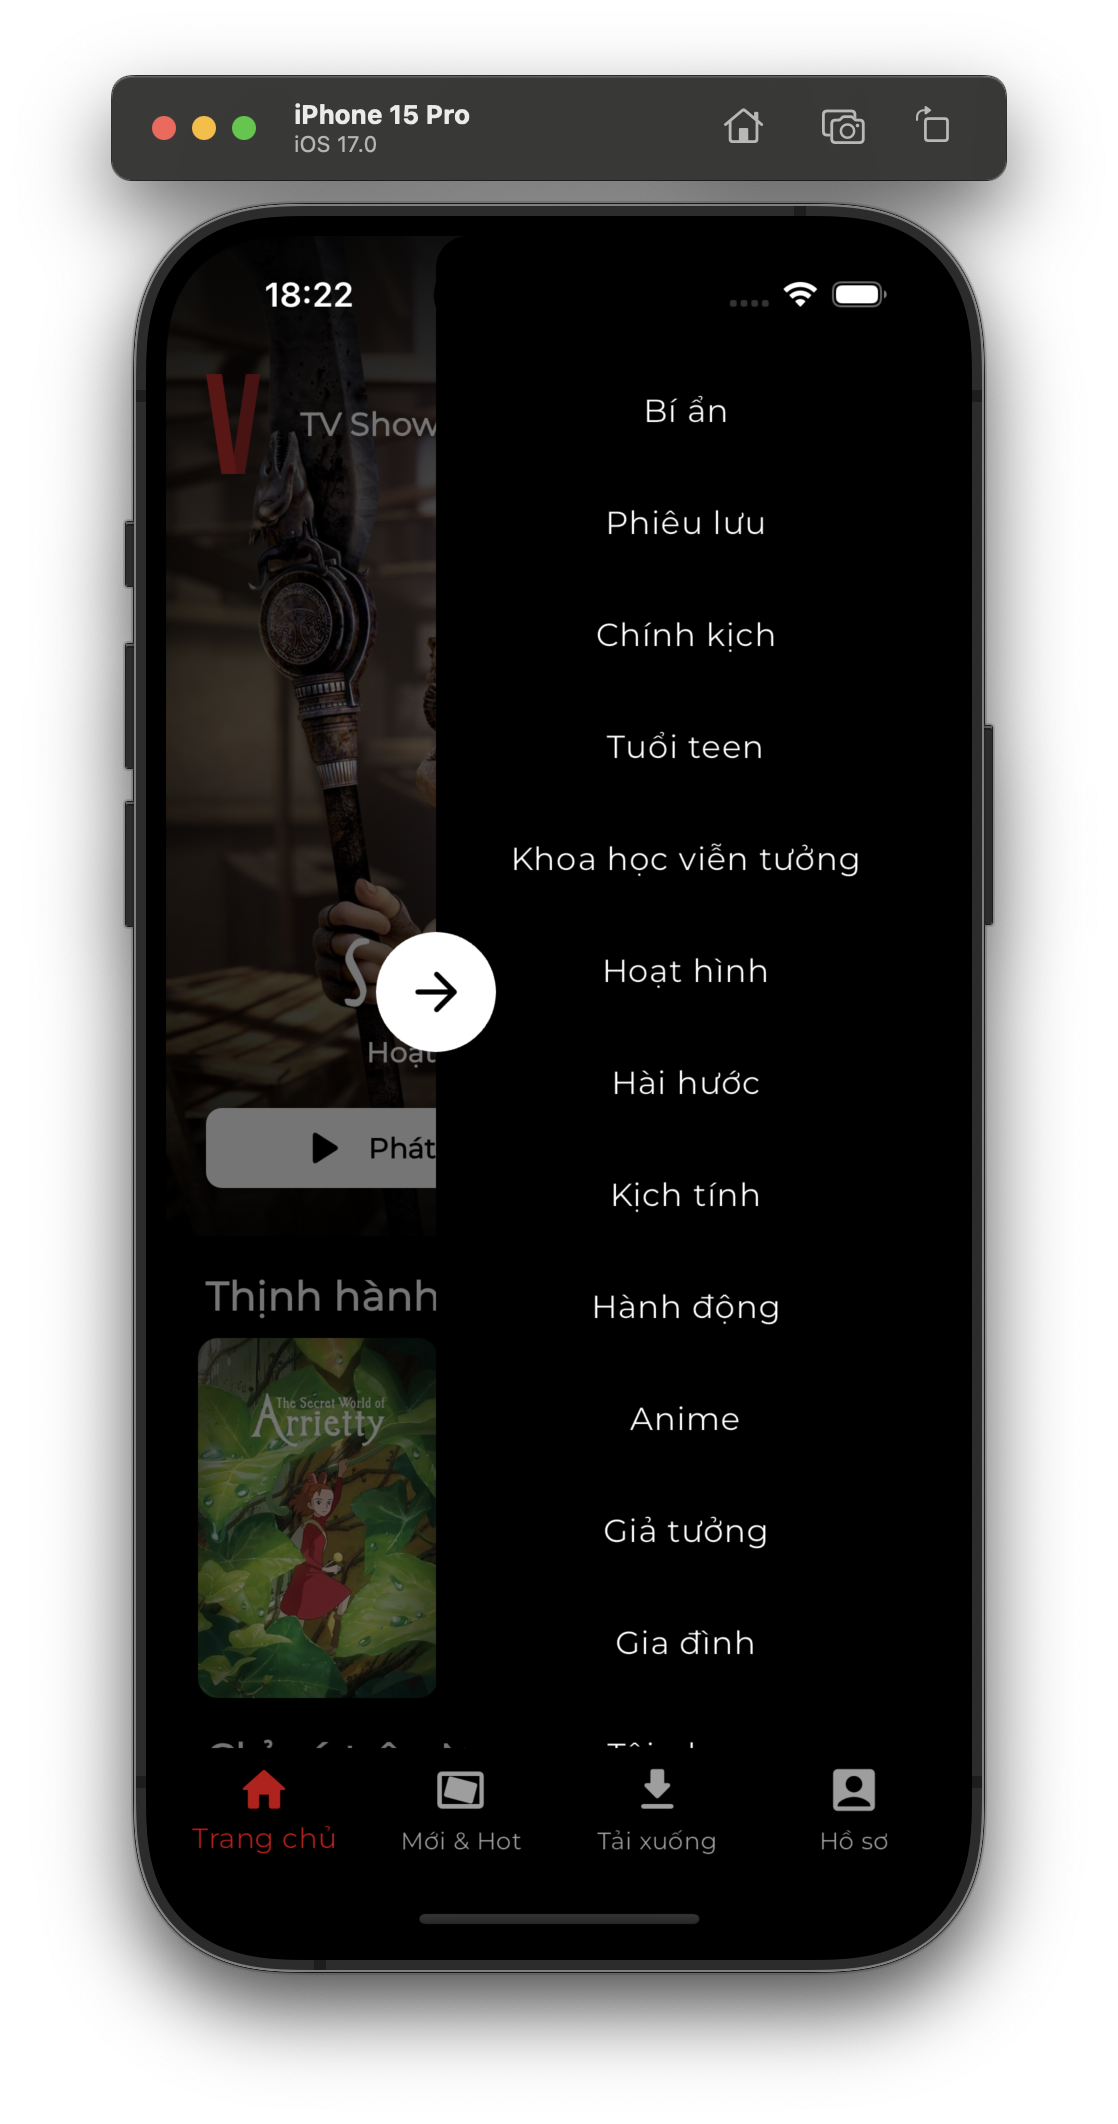 iPhone 15 Pro
iOS 17.0
18:22
V
TV Show
Bí ẩn
Phiêu lưu
Chính kịch
Tuổi teen
Khoa học viễn tưởng
Hoạt hình
Hài hước
Kịch tính
Hành động
Anime
Giả tưởng
Gia đình
S
Hoạt
Phát
Thịnh hành
The Secret World of
Arrietty
Trang chủ
Mới & Hot
Tải xuống
Hồ sơ